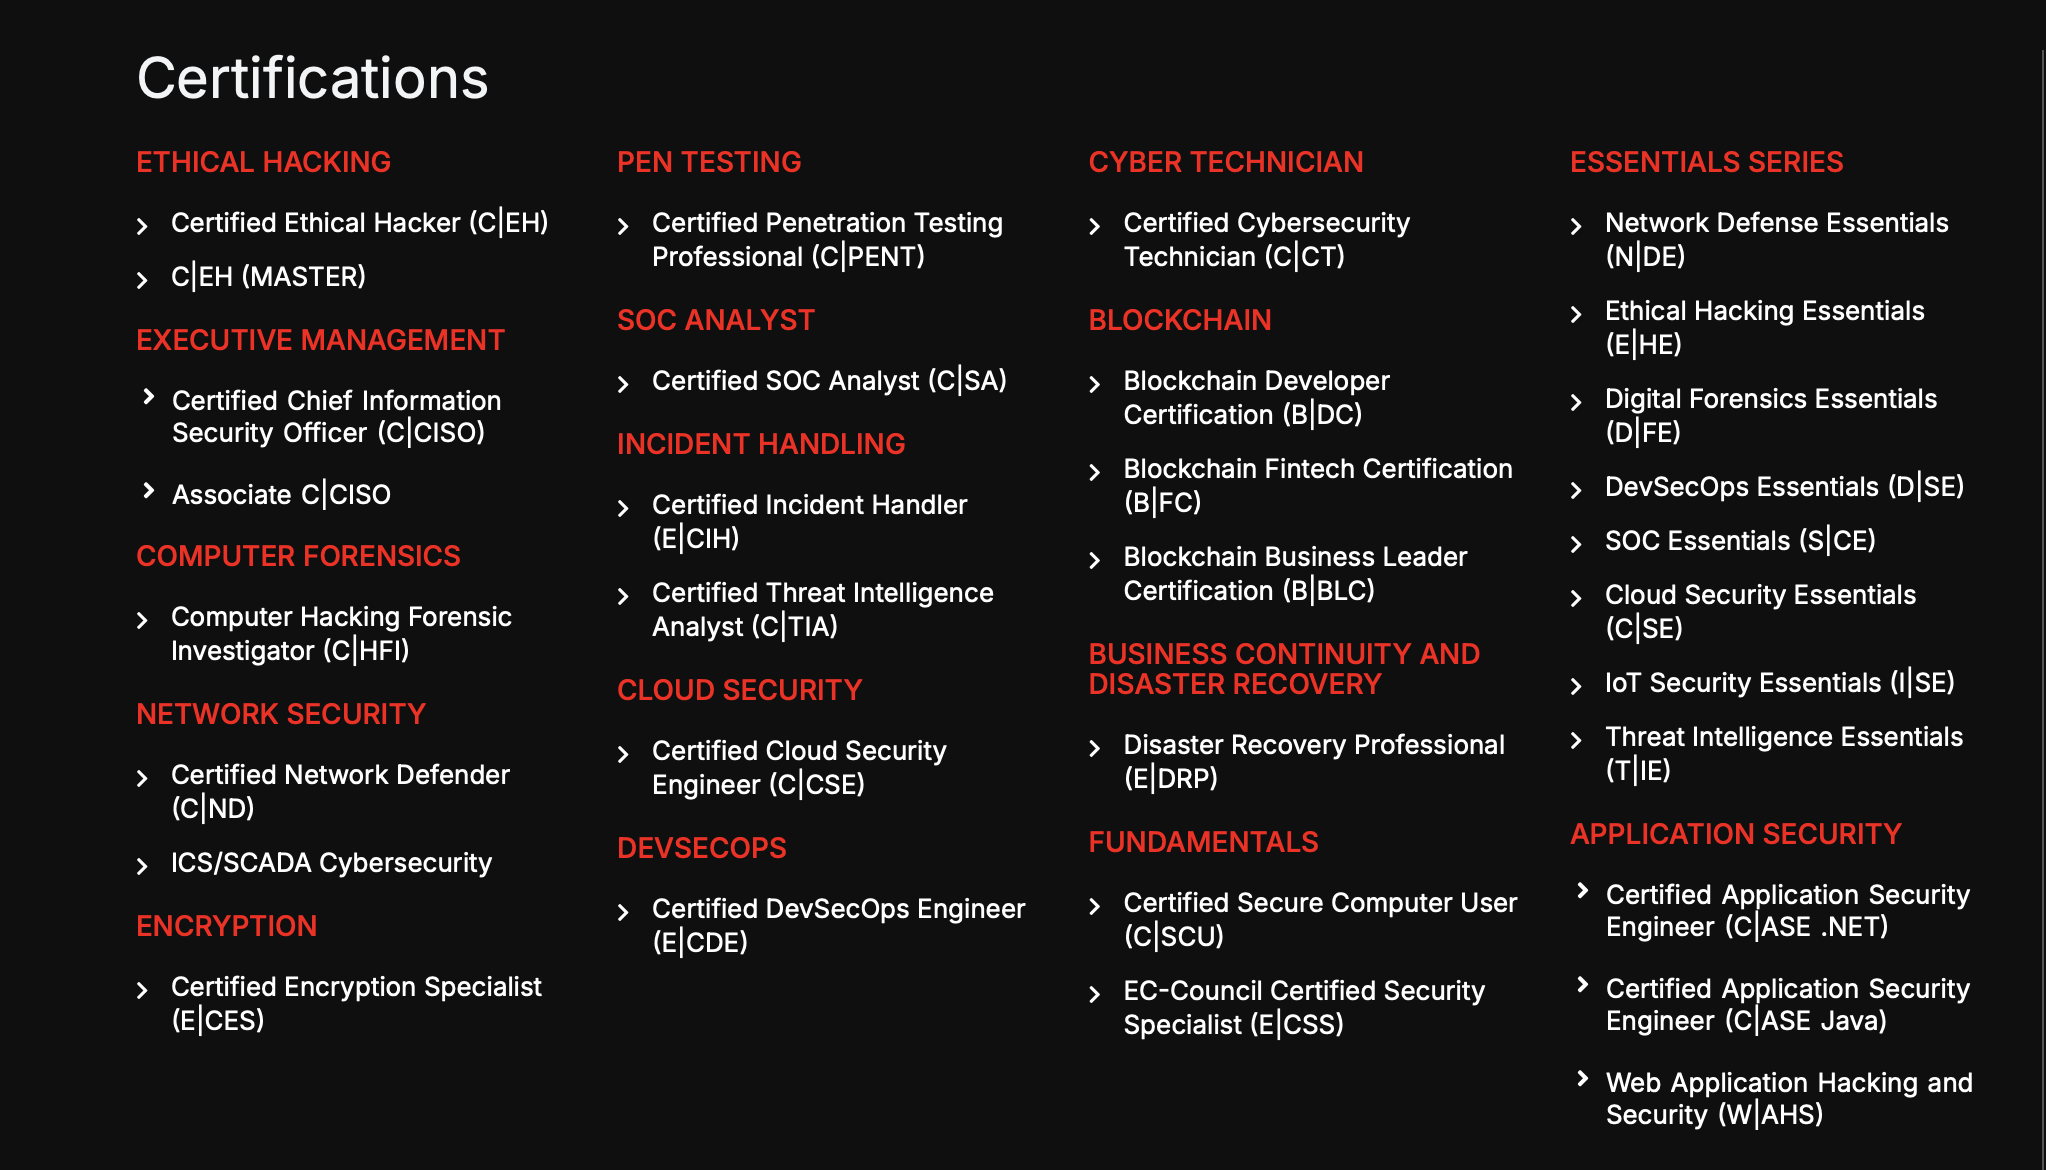 Certifications
ETHICAL HACKING
Certified Ethical Hacker (C|EH)
C|EH (MASTER)
EXECUTIVE MANAGEMENT
Certified Chief Information
Security Officer (C|CISO)
Associate C|CISO
COMPUTER FORENSICS
Computer Hacking Forensic
Investigator (C|HFI)
NETWORK SECURITY
Certified Network Defender
(C|ND)
ICS/SCADA Cybersecurity
ENCRYPTION
Certified Encryption Specialist
(E|CES)
PEN TESTING
Certified Penetration Testing
Professional (C|PENT)
SOC ANALYST
Certified SOC Analyst (C|SA)
INCIDENT HANDLING
Certified Incident Handler
(E|CIH)
Certified Threat Intelligence
Analyst (C|TIA)
CLOUD SECURITY
Certified Cloud Security
Engineer (C|CSE)
DEVSECOPS
Certified DevSecOps Engineer
(E|CDE)
CYBER TECHNICIAN
Certified Cybersecurity
Technician (C|CT)
BLOCKCHAIN
Blockchain Developer
Certification (B|DC)
Blockchain Fintech Certification
(B|FC)
Blockchain Business Leader
Certification (B|BLC)
BUSINESS CONTINUITY AND
DISASTER RECOVERY
Disaster Recovery Professional
(E|DRP)
FUNDAMENTALS
Certified Secure Computer User
(C|SCU)
EC-Council Certified Security
Specialist (E|CSS)
ESSENTIALS SERIES
Network Defense Essentials
(N|DE)
Ethical Hacking Essentials
(E|HE)
Digital Forensics Essentials
(D|FE)
DevSecOps Essentials (D|SE)
SOC Essentials (S|CE)
Cloud Security Essentials
(C|SE)
IoT Security Essentials (I|SE)
Threat Intelligence Essentials
(T|IE)
APPLICATION SECURITY
Certified Application Security
Engineer (C|ASE .NET)
Certified Application Security
Engineer (C|ASE Java)
Web Application Hacking and
Security (W|AHS)